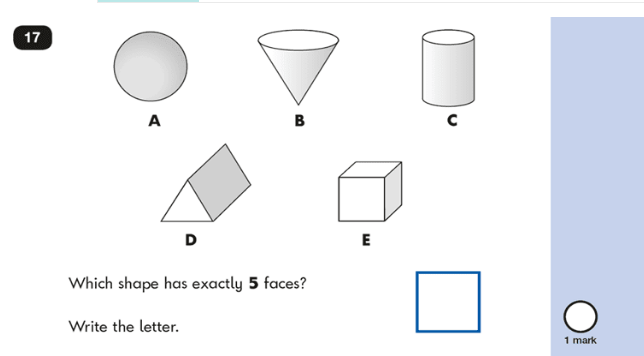 17
A
B
C
D
E
Which shape has exactly 5 faces?
Write the letter.
1 mark